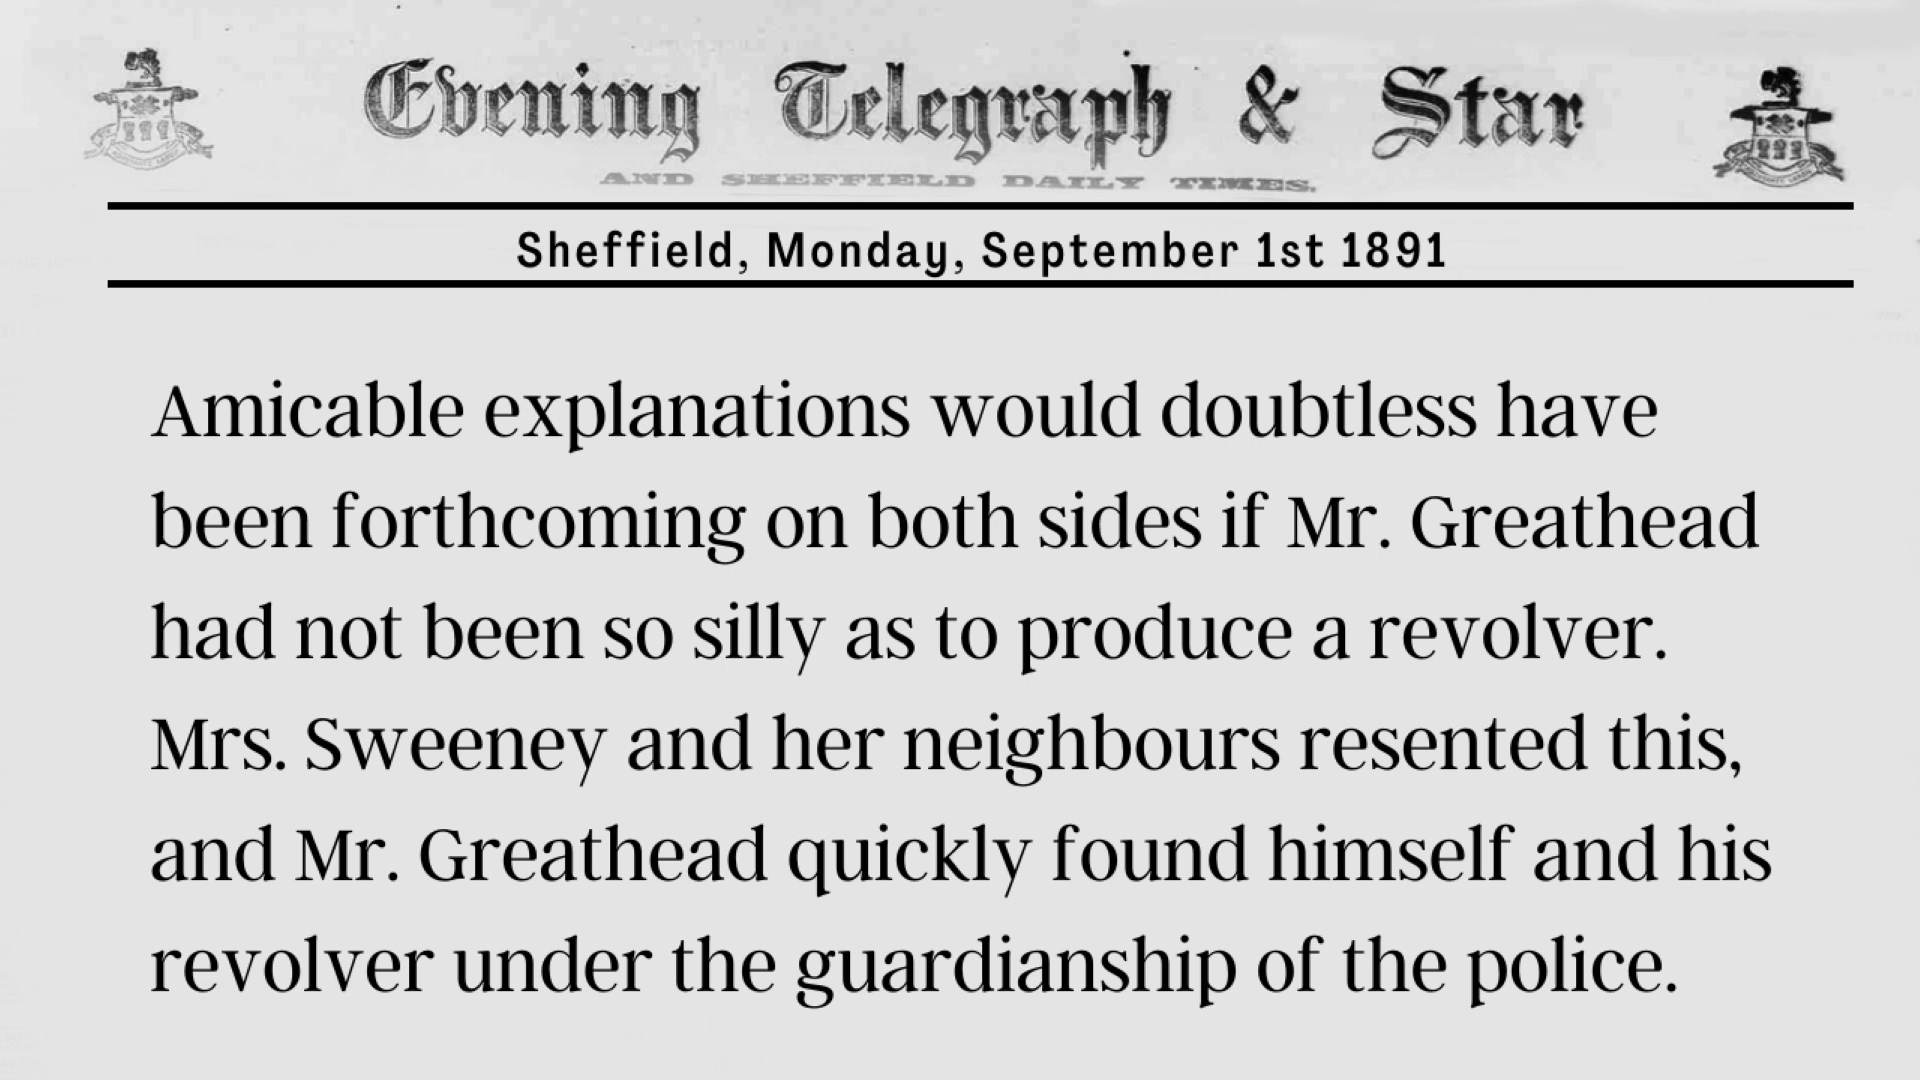 Evening Telegraph & Star
AND SHEFFIELD DAILY TIMES.
Sheffield, Monday, September 1st 1891
Amicable explanations would doubtless have
been forthcoming on both sides if Mr. Greathead
had not been so silly as to produce a revolver.
Mrs. Sweeney and her neighbours resented this,
and Mr. Greathead quickly found himself and his
revolver under the guardianship of the police.